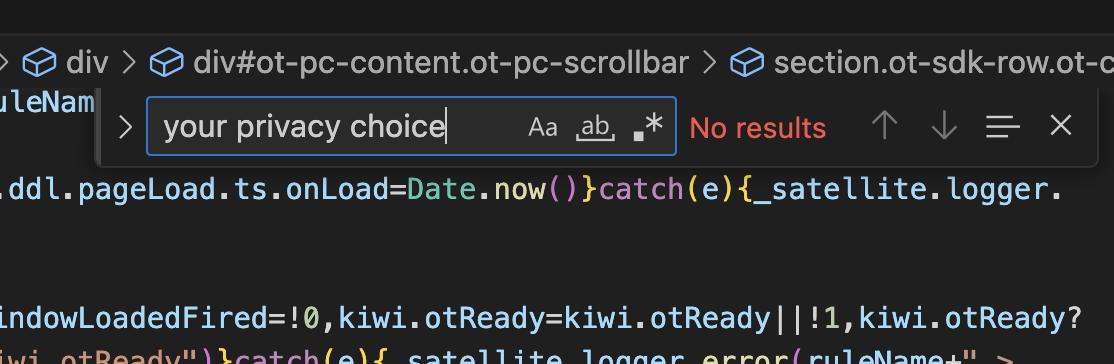 div > div#ot-pc-content.ot-pc-scrollbar > section.ot-sdk-row.ot-c
uleNam
your privacy choice Aa ab .* No results
.ddl.pageLoad.ts.onLoad=Date.now()}catch(e){_satellite.logger.
indowLoadedFired=!0,kiwi.otReady=kiwi.otReady||!1,kiwi.otReady?
iwi.otReady")}catch(e){_satellite.logger.error(ruleName+" >